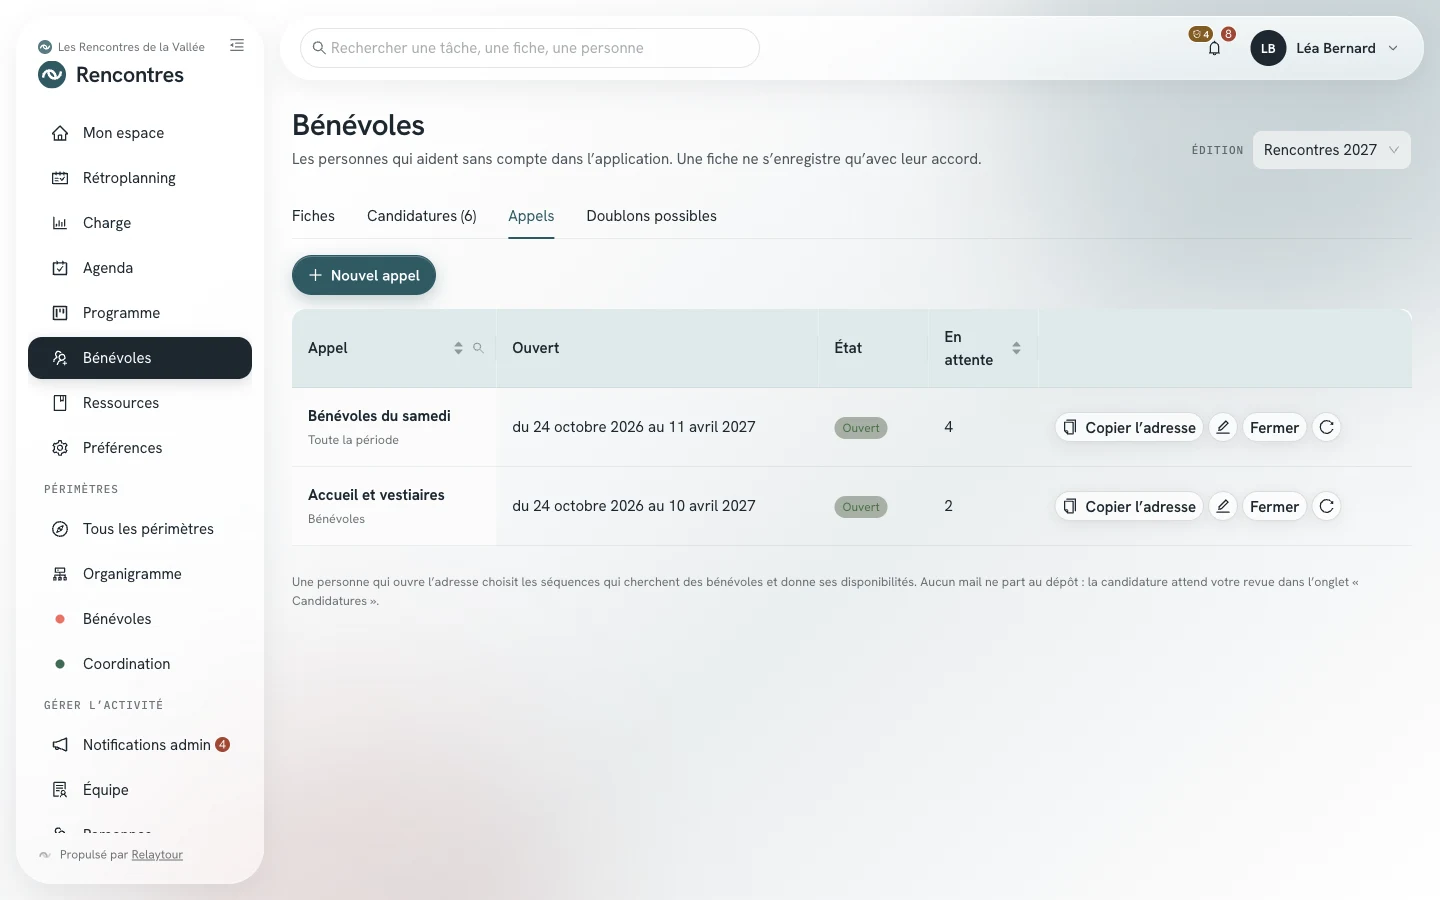 Les Rencontres de la Vallée
Rencontres
Mon espace
Rétroplanning
Charge
Agenda
Programme
Bénévoles
Ressources
Préférences
PÉRIMÈTRES
Tous les périmètres
Organigramme
Bénévoles
Coordination
GÉRER L’ACTIVITÉ
Notifications admin 4
Équipe
Propulsé par Relaytour
Rechercher une tâche, une fiche, une personne
4
8
LB
Léa Bernard
Bénévoles
Les personnes qui aident sans compte dans l’application. Une fiche ne s’enregistre qu’avec leur accord.
ÉDITION
Rencontres 2027
Fiches
Candidatures (6)
Appels
Doublons possibles
Nouvel appel
Appel
Ouvert
État
En
attente
Bénévoles du samedi
Toute la période
du 24 octobre 2026 au 11 avril 2027
Ouvert
4
Copier l’adresse
Fermer
Accueil et vestiaires
Bénévoles
du 24 octobre 2026 au 10 avril 2027
Ouvert
2
Copier l’adresse
Fermer
Une personne qui ouvre l’adresse choisit les séquences qui cherchent des bénévoles et donne ses disponibilités. Aucun mail ne part au dépôt : la candidature attend votre revue dans l’onglet «
Candidatures ».